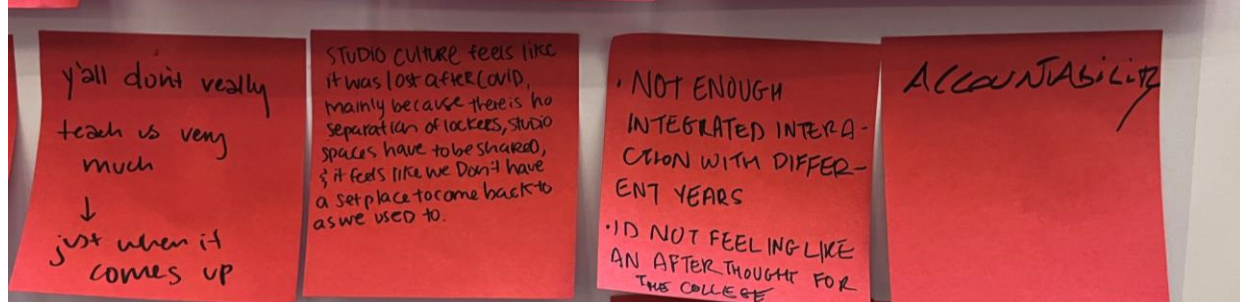 y'all don't really
teach us very
much
↓
just when it
comes up
STUDIO CULTURE feels like
it was lost after COVID,
mainly because there is no
separation of lockers, studio
spaces have to be shared,
& it feels like we Don't have
a set place to come back to
as we used to.
· NOT ENOUGH
INTEGRATED INTERA-
CTION WITH DIFFER-
ENT YEARS
· ID NOT FEELING LIKE
AN AFTERTHOUGHT FOR
THE COLLEGE
ACCOUNTABILITY